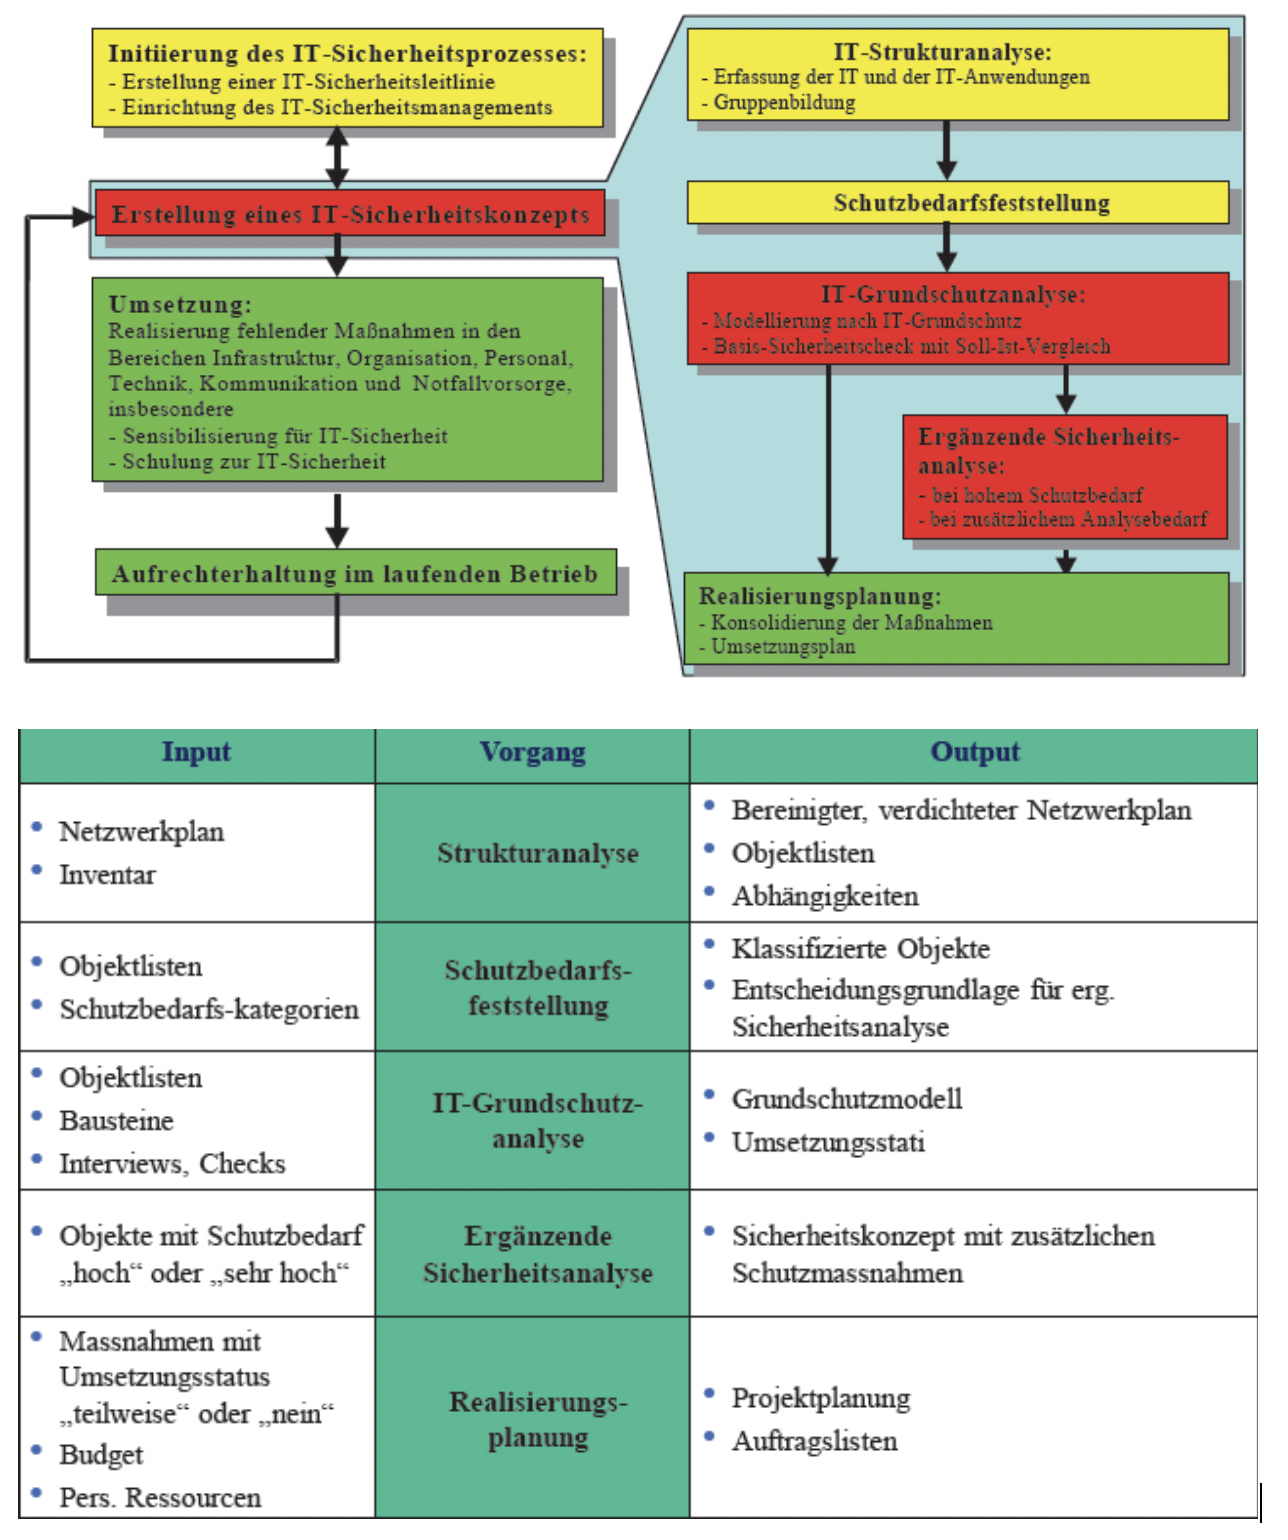 Initiierung des IT-Sicherheitsprozesses:
- Erstellung einer IT-Sicherheitsleitlinie
- Einrichtung des IT-Sicherheitsmanagements
Erstellung eines IT-Sicherheitskonzepts
Umsetzung:
Realisierung fehlender Maßnahmen in den
Bereichen Infrastruktur, Organisation, Personal,
Technik, Kommunikation und Notfallvorsorge,
insbesondere
- Sensibilisierung für IT-Sicherheit
- Schulung zur IT-Sicherheit
Aufrechterhaltung im laufenden Betrieb
IT-Strukturanalyse:
- Erfassung der IT und der IT-Anwendungen
- Gruppenbildung
Schutzbedarfsfeststellung
IT-Grundschutzanalyse:
- Modellierung nach IT-Grundschutz
- Basis-Sicherheitscheck mit Soll-Ist-Vergleich
Ergänzende Sicherheits-
analyse:
- bei hohem Schutzbedarf
- bei zusätzlichem Analysebedarf
Realisierungsplanung:
- Konsolidierung der Maßnahmen
- Umsetzungsplan
Input
Vorgang
Output
• Netzwerkplan
• Inventar
Strukturanalyse
• Bereinigter, verdichteter Netzwerkplan
• Objektlisten
• Abhängigkeiten
• Objektlisten
• Schutzbedarfs-kategorien
Schutzbedarfs-
feststellung
• Klassifizierte Objekte
• Entscheidungsgrundlage für erg.
Sicherheitsanalyse
• Objektlisten
• Bausteine
• Interviews, Checks
IT-Grundschutz-
analyse
• Grundschutzmodell
• Umsetzungsstati
• Objekte mit Schutzbedarf
„hoch“ oder „sehr hoch“
Ergänzende
Sicherheitsanalyse
• Sicherheitskonzept mit zusätzlichen
Schutzmassnahmen
• Massnahmen mit
Umsetzungsstatus
„teilweise“ oder „nein“
• Budget
• Pers. Ressourcen
Realisierungs-
planung
• Projektplanung
• Auftragslisten